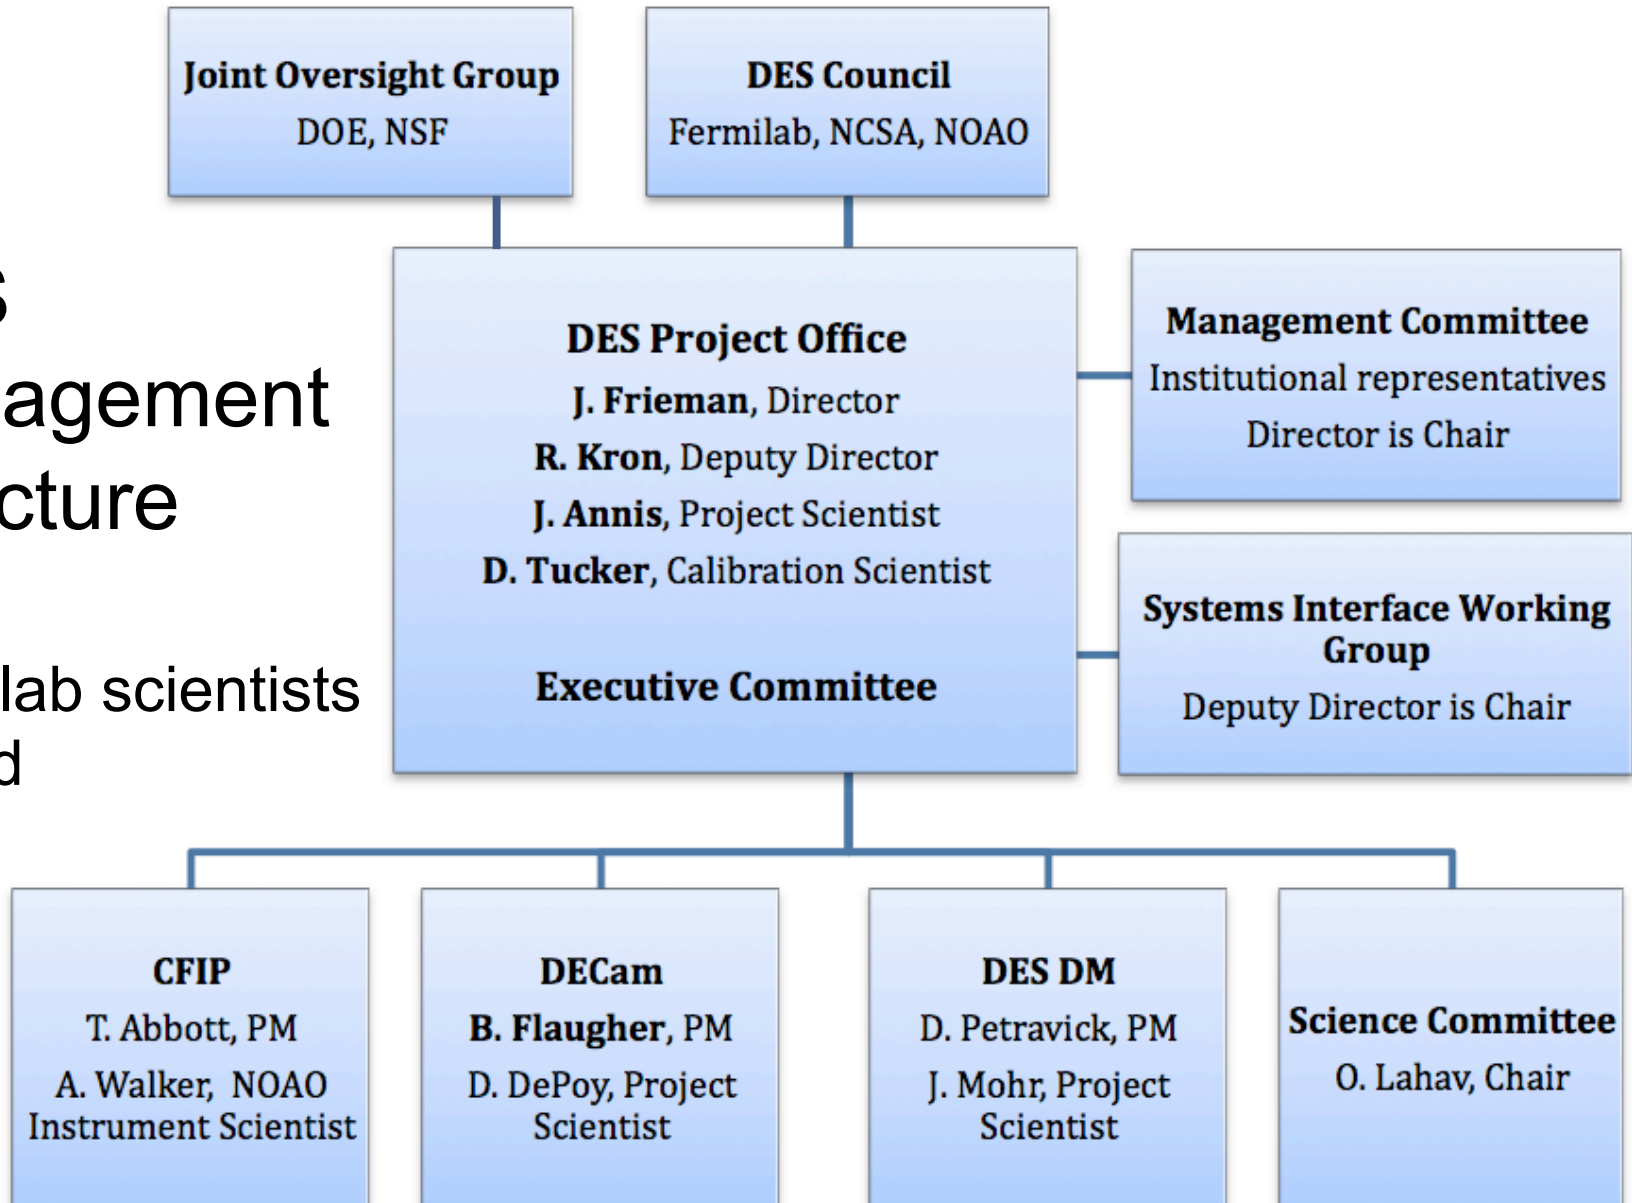 Joint Oversight Group
DOE, NSF
DES Council
Fermilab, NCSA, NOAO
s
agement
cture
lab scientists
d
DES Project Office
J. Frieman, Director
R. Kron, Deputy Director
J. Annis, Project Scientist
D. Tucker, Calibration Scientist
Executive Committee
Management Committee
Institutional representatives
Director is Chair
Systems Interface Working
Group
Deputy Director is Chair
CFIP
T. Abbott, PM
A. Walker, NOAO
Instrument Scientist
DECam
B. Flaugher, PM
D. DePoy, Project
Scientist
DES DM
D. Petravick, PM
J. Mohr, Project
Scientist
Science Committee
O. Lahav, Chair